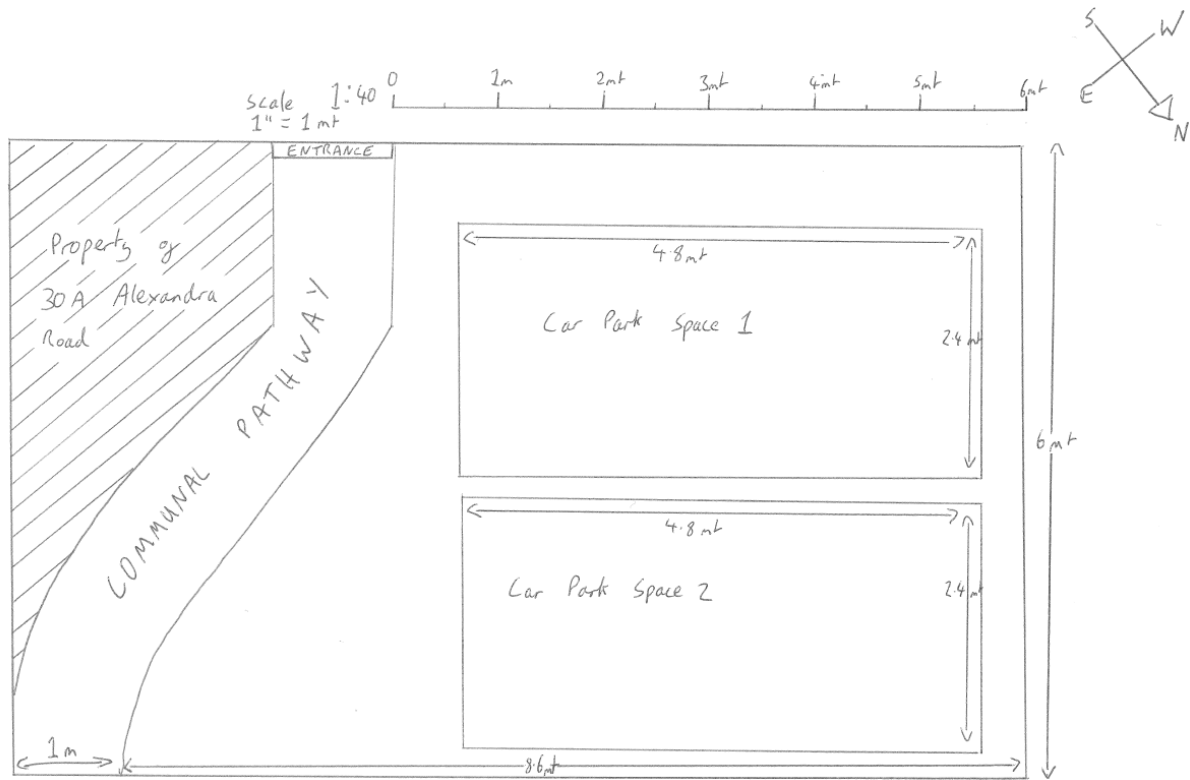 S
W
E
N
Scale 1:40
1" = 1 mt
0 1m 2mt 3mt 4mt 5mt 6mt
ENTRANCE
Property of
30A Alexandra
Road
COMMUNAL PATHWAY
4.8mt
Car Park Space 1
2.4mt
6mt
4.8mt
Car Park Space 2
2.4mt
1m
8.6mt